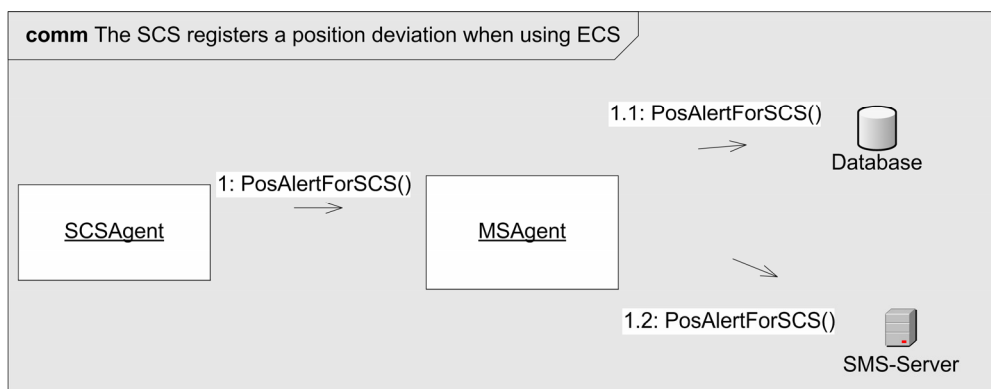 comm The SCS registers a position deviation when using ECS
1.1: PosAlertForSCS()
Database
1: PosAlertForSCS()
SCSAgent
MSAgent
1.2: PosAlertForSCS()
SMS-Server